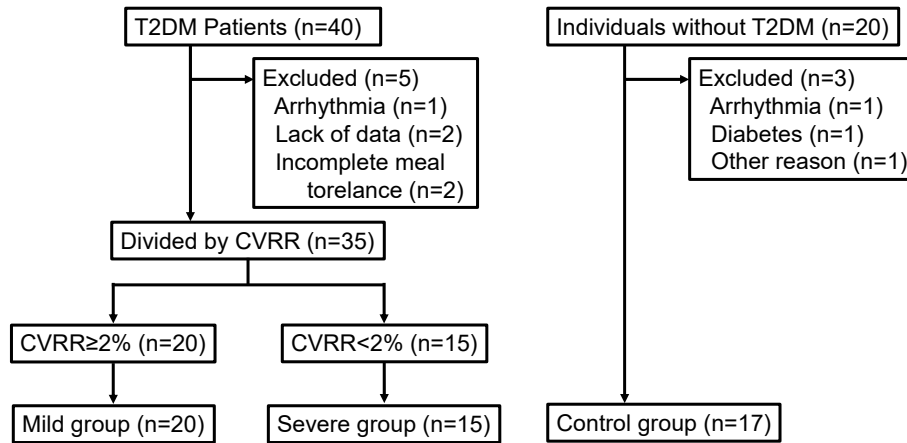 T2DM Patients (n=40)
Excluded (n=5)
Arrhythmia (n=1)
Lack of data (n=2)
Incomplete meal
torelance (n=2)
Divided by CVRR (n=35)
CVRR≥2% (n=20)
CVRR<2% (n=15)
Mild group (n=20)
Severe group (n=15)
Individuals without T2DM (n=20)
Excluded (n=3)
Arrhythmia (n=1)
Diabetes (n=1)
Other reason (n=1)
Control group (n=17)